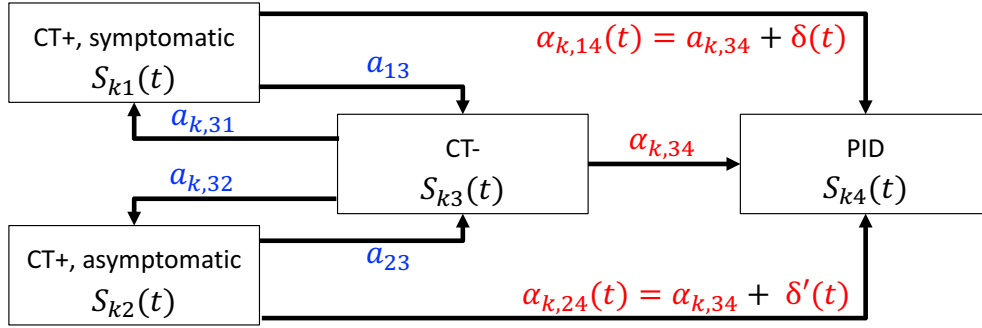 CT+, symptomatic
S_{k1}(t)
α_{k,14}(t) = a_{k,34} + δ(t)
a_{13}
a_{k,31}
CT-
S_{k3}(t)
α_{k,34}
PID
S_{k4}(t)
a_{k,32}
CT+, asymptomatic
S_{k2}(t)
a_{23}
α_{k,24}(t) = α_{k,34} + δ'(t)